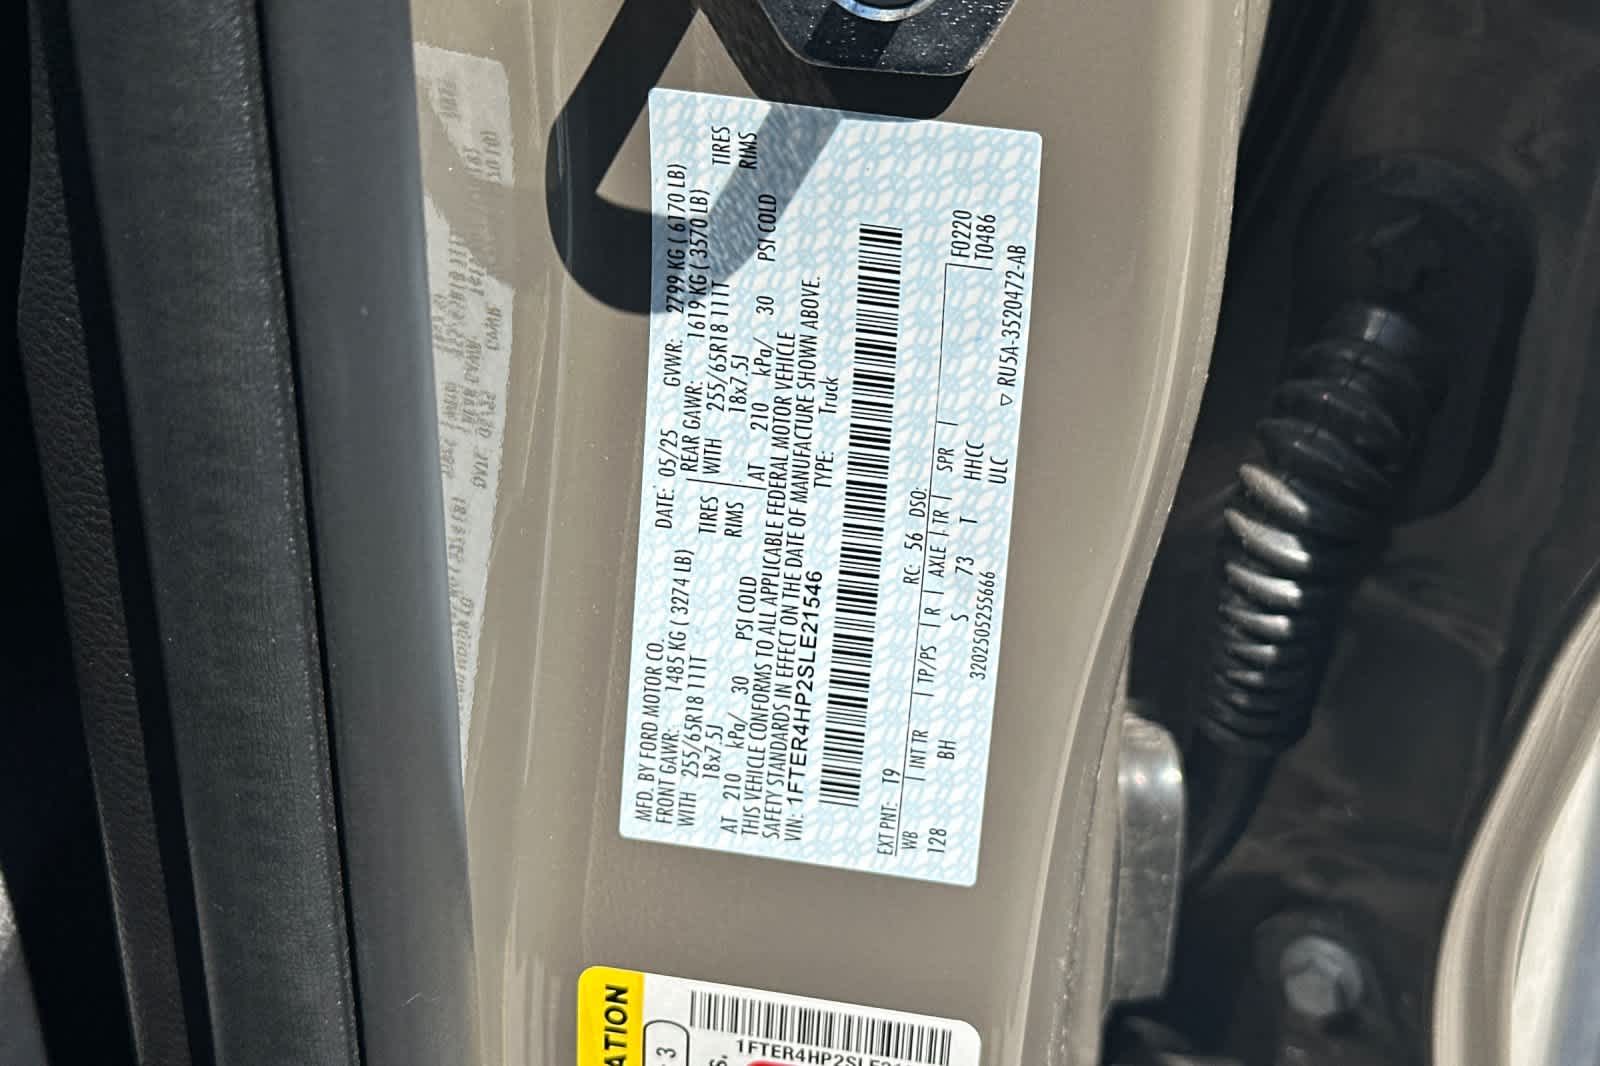 MFD. BY FORD MOTOR CO.
DATE: 05/25 GVWR: 2799 KG ( 6170 LB)
FRONT GAWR: 1485 KG ( 3274 LB)
REAR GAWR: 1619 KG ( 3570 LB)
WITH 255/65R18 111T TIRES
WITH 255/65R18 111T TIRES
18x7.5J RIMS
18x7.5J RIMS
AT 210 kPa/ 30 PSI COLD
AT 210 kPa/ 30 PSI COLD
THIS VEHICLE CONFORMS TO ALL APPLICABLE FEDERAL MOTOR VEHICLE
SAFETY STANDARDS IN EFFECT ON THE DATE OF MANUFACTURE SHOWN ABOVE.
VIN: 1FTER4HP2SLE21546 TYPE: Truck
EXT PNT: T9 RC: 56 DSO: F0220
WB INT TR TP/PS R AXLE TR SPR T0486
128 BH S 73 T HHCC
320250525566 ULC
▽ RU5A-3520472-AB
ATION
1FTER4HP2SLE21